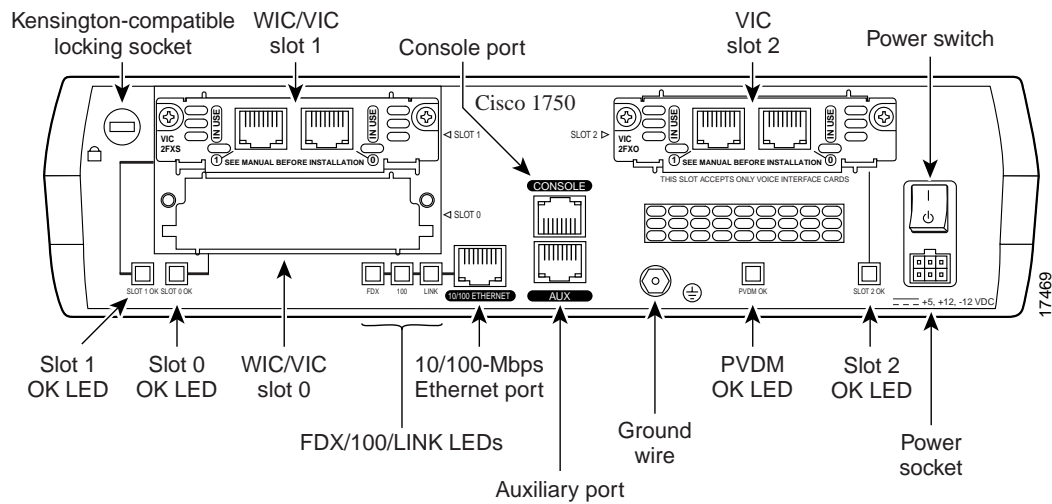 Kensington-compatible
locking socket
WIC/VIC
slot 1
Console port
VIC
slot 2
Power switch
Cisco 1750
IN USE
IN USE
VIC
2FXS
1
SEE MANUAL BEFORE INSTALLATION
0
SLOT 1
SLOT 2
IN USE
IN USE
VIC
2FXO
1
SEE MANUAL BEFORE INSTALLATION
0
THIS SLOT ACCEPTS ONLY VOICE INTERFACE CARDS
CONSOLE
SLOT 0
SLOT 1 OK
SLOT 0 OK
FDX
100
LINK
10/100 ETHERNET
AUX
PVDM OK
SLOT 2 OK
+5, +12, -12 VDC
17469
Slot 1
OK LED
Slot 0
OK LED
WIC/VIC
slot 0
10/100-Mbps
Ethernet port
PVDM
OK LED
Slot 2
OK LED
FDX/100/LINK LEDs
Ground
wire
Power
socket
Auxiliary port